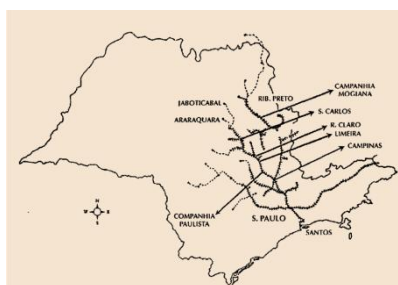 CAMPANHIA
MOGIANA
RIB. PRETO
JABOTICABAL
S. CARLOS
ARARAQUARA
R. CLARO
LIMEIRA
CAMPINAS
COMPANHIA
PAULISTA
S. PAULO
SANTOS
N
W
E
S